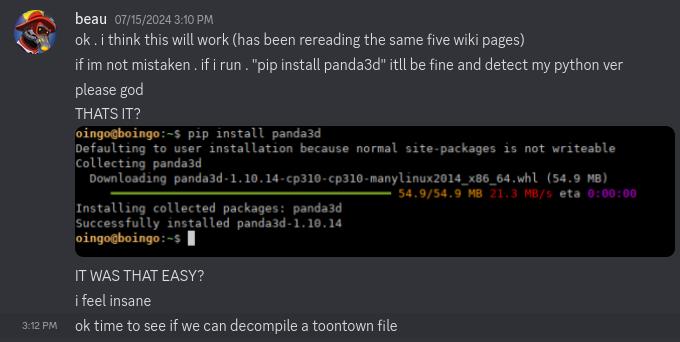 beau 07/15/2024 3:10 PM
ok . i think this will work (has been rereading the same five wiki pages)
if im not mistaken . if i run . "pip install panda3d" itll be fine and detect my python ver
please god
THATS IT?
oingo@boingo:~$ pip install panda3d
Defaulting to user installation because normal site-packages is not writeable
Collecting panda3d
  Downloading panda3d-1.10.14-cp310-cp310-manylinux2014_x86_64.whl (54.9 MB)
54.9/54.9 MB 21.3 MB/s eta 0:00:00
Installing collected packages: panda3d
Successfully installed panda3d-1.10.14
oingo@boingo:~$
IT WAS THAT EASY?
i feel insane
3:12 PM ok time to see if we can decompile a toontown file